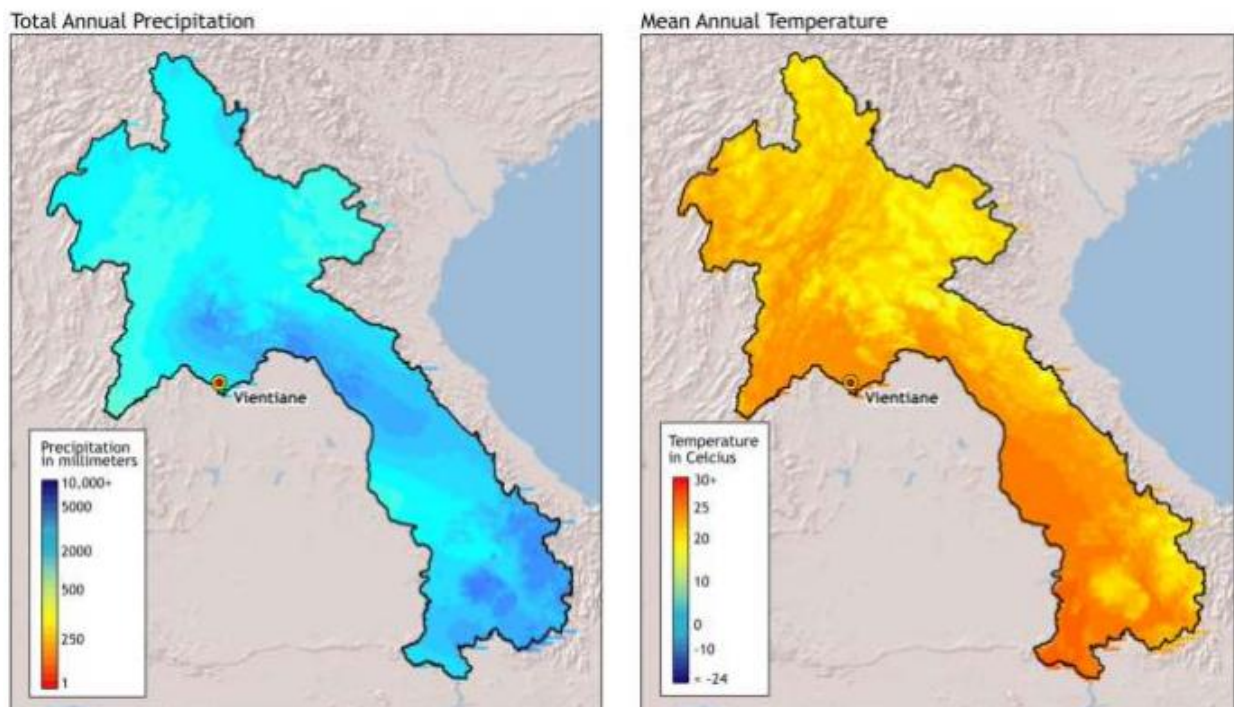 Total Annual Precipitation
Vientiane
Precipitation
in millimeters
10,000+
5000
2000
500
250
1
Mean Annual Temperature
Vientiane
Temperature
in Celcius
30+
25
20
10
0
-10
< -24